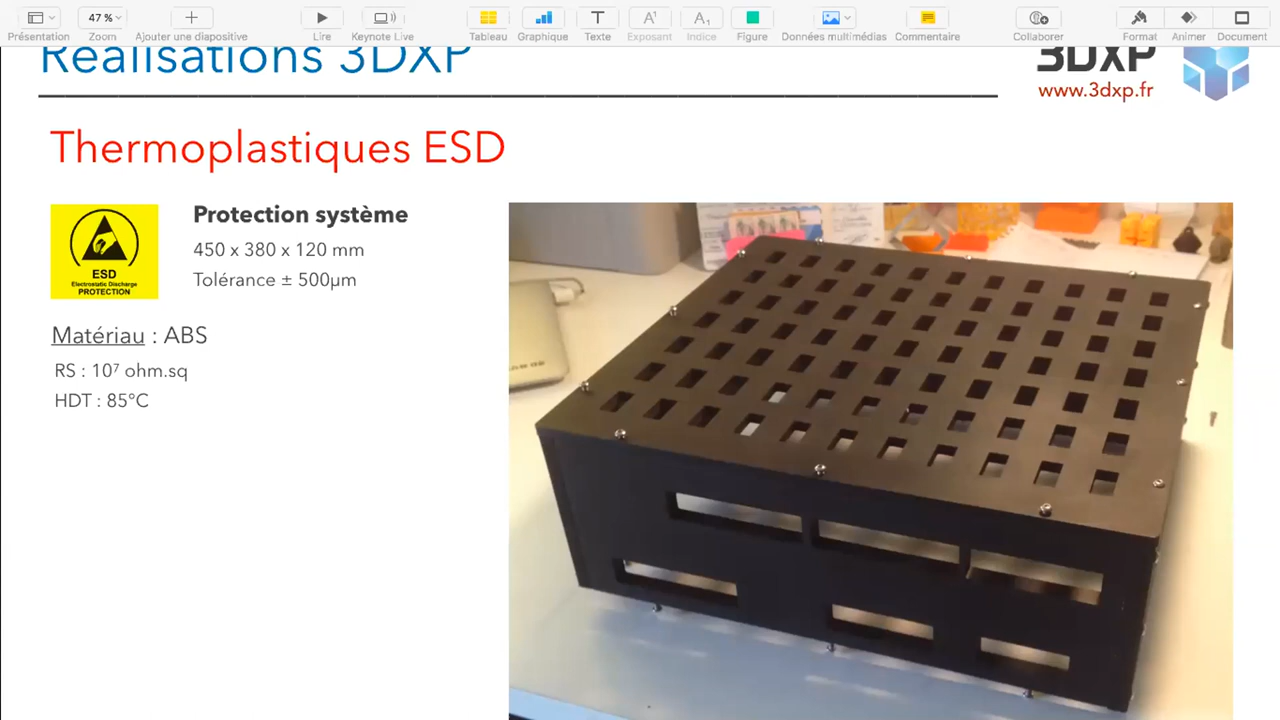 Présentation
47 %
Zoom
Ajouter une diapositive
Lire
Keynote Live
Tableau
Graphique
T
Texte
Exposant
Indice
Figure
Données multimédias
Commentaire
Collaborer
Format
Animer
Document
Réalisations 3DXP
3DXP
www.3dxp.fr
Thermoplastiques ESD
ESD
Electrostatic Discharge
PROTECTION
Protection système
450 x 380 x 120 mm
Tolérance ± 500µm
Matériau : ABS
RS : 10⁷ ohm.sq
HDT : 85°C